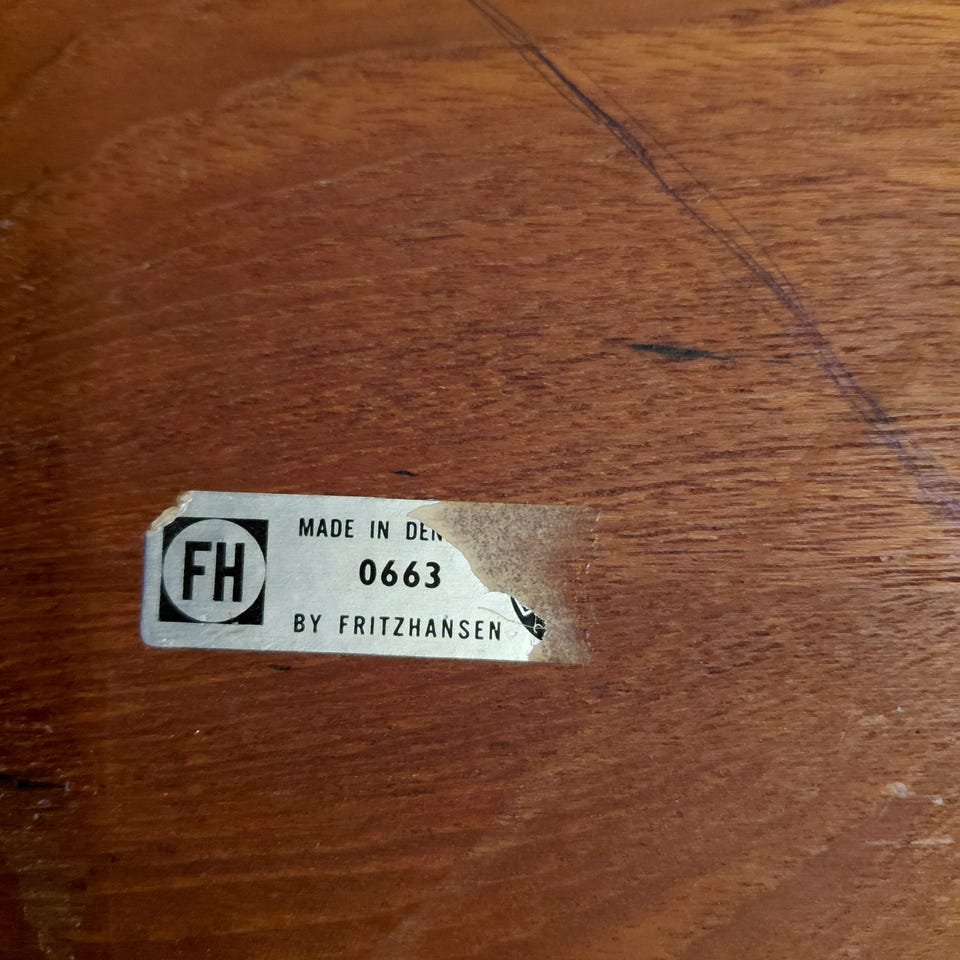 FH
MADE IN DEN
0663
BY FRITZHANSEN